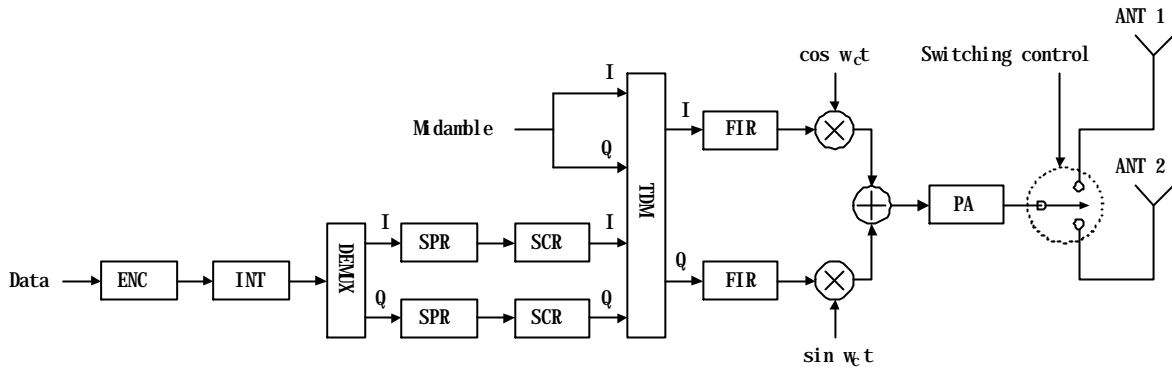 ANT 1
cos w_ct
Switching control
I
I
FIR
Midamble
Q
ANT 2
TDM
PA
I
SPR
SCR
I
DEMUX
Q
FIR
Data
ENC
INT
Q
SPR
SCR
Q
sin w_ct